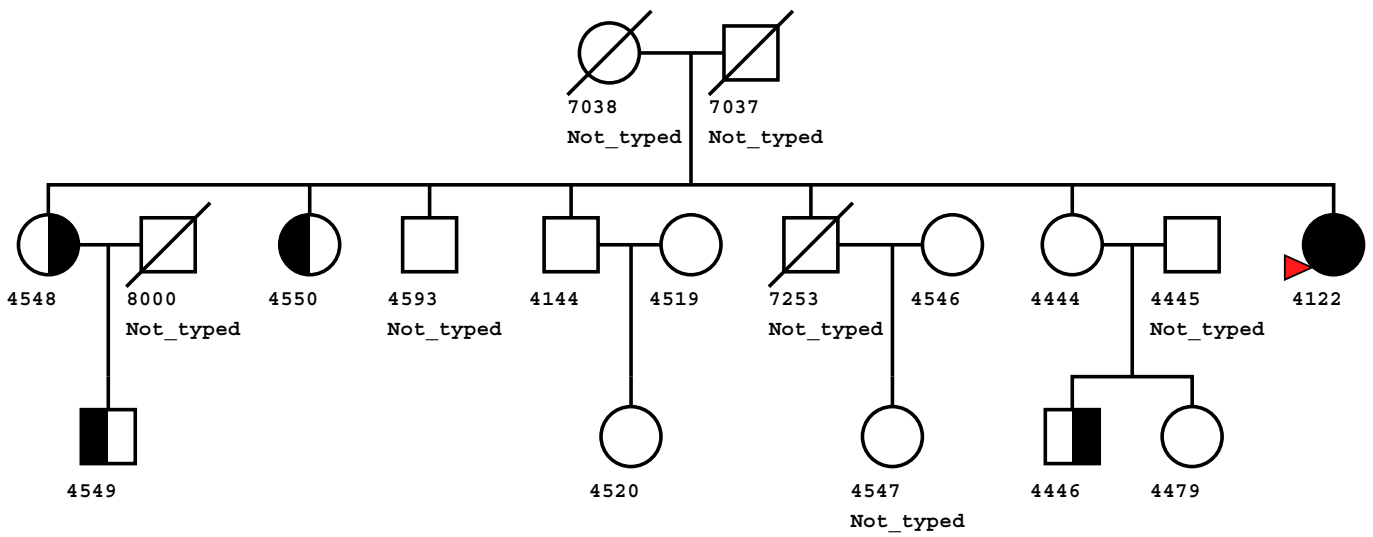 7038 7037
Not_typed Not_typed
4548 8000 4550 4593 4144 4519 7253 4546 4444 4445 4122
Not_typed Not_typed Not_typed Not_typed
4549 4520 4547 4446 4479
Not_typed